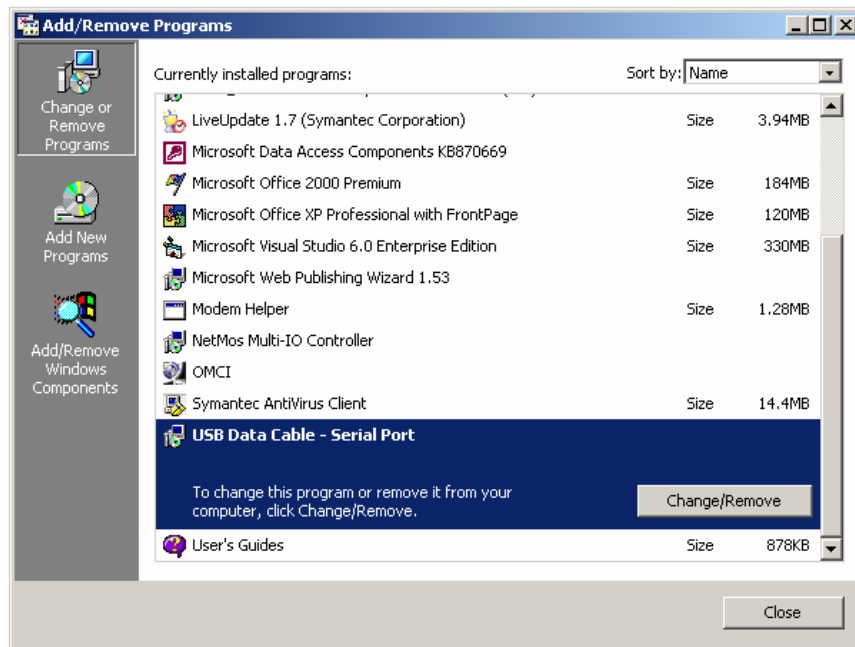 Add/Remove Programs
Change or
Remove
Programs
Add New
Programs
Add/Remove
Windows
Components
Currently installed programs:
Sort by: Name
LiveUpdate 1.7 (Symantec Corporation) Size 3.94MB
Microsoft Data Access Components KB870669
Microsoft Office 2000 Premium Size 184MB
Microsoft Office XP Professional with FrontPage Size 120MB
Microsoft Visual Studio 6.0 Enterprise Edition Size 330MB
Microsoft Web Publishing Wizard 1.53
Modem Helper Size 1.28MB
NetMos Multi-IO Controller
OMCI
Symantec AntiVirus Client Size 14.4MB
USB Data Cable - Serial Port
To change this program or remove it from your
computer, click Change/Remove.
Change/Remove
User's Guides Size 878KB
Close